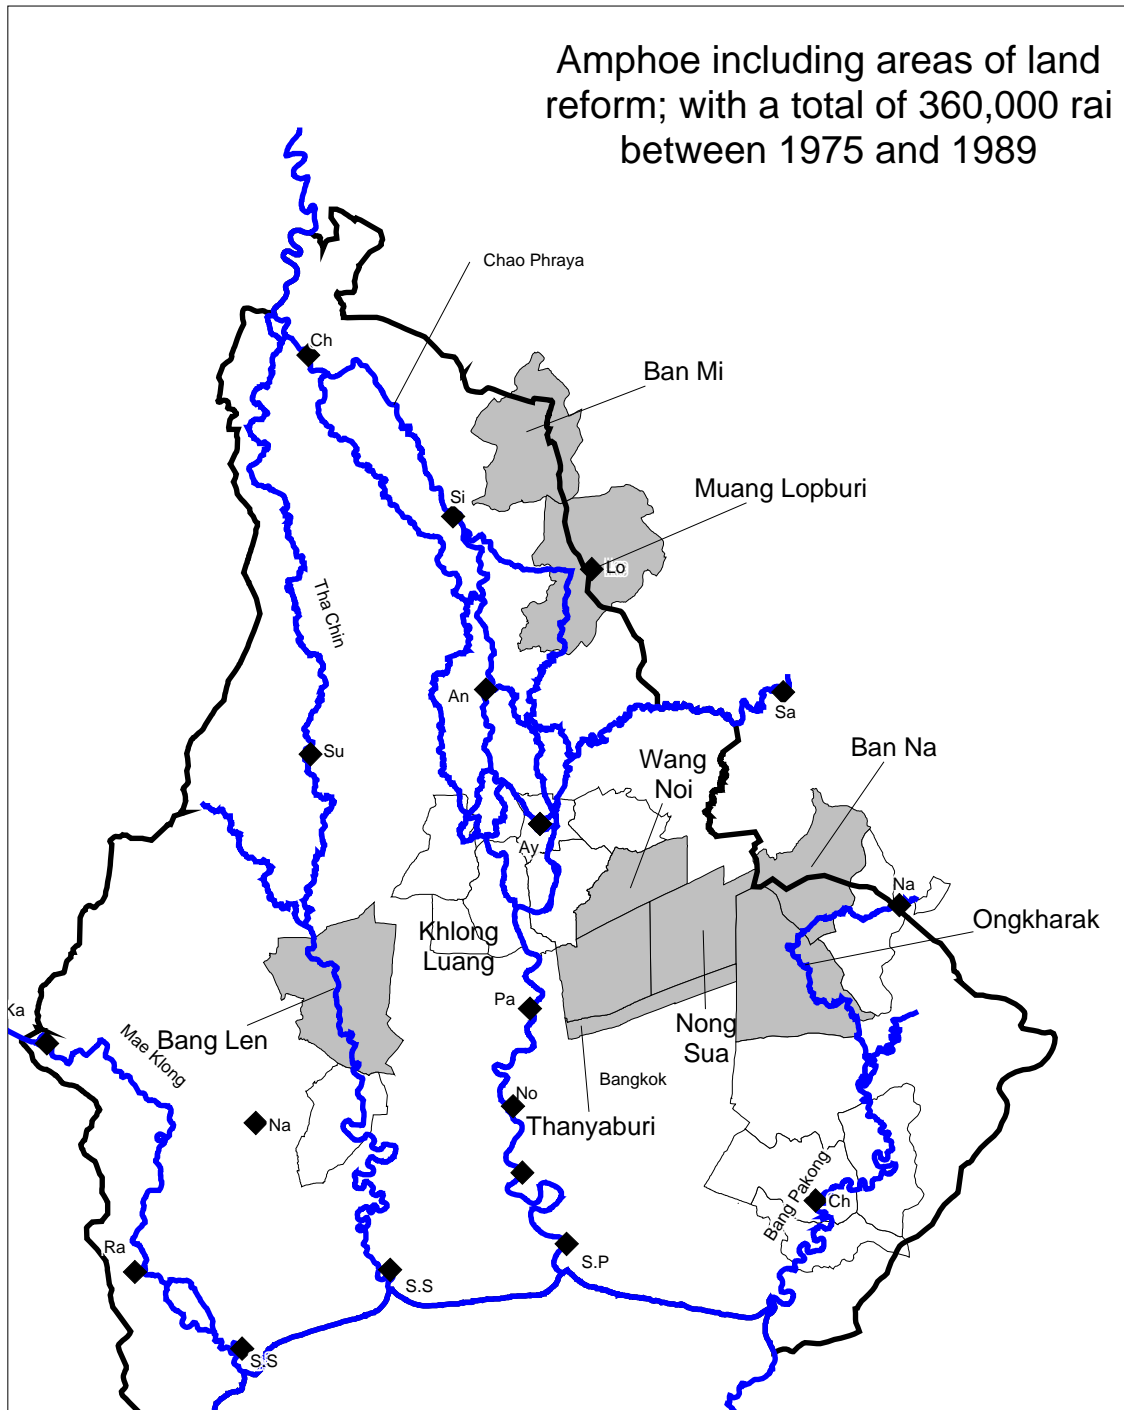 Amphoe including areas of land
reform; with a total of 360,000 rai
between 1975 and 1989
Chao Phraya
Ch
Ban Mi
Si
Muang Lopburi
Lo
Tha Chin
An
Sa
Su
Wang
Noi
Ban Na
Ay
Na
Khlong
Luang
Ongkharak
Pa
Ka
Mae Klong
Bang Len
Nong
Sua
Bangkok
No
Na
Thanyaburi
Bang Pakong
Ch
Ra
S.P
S.S
S.S